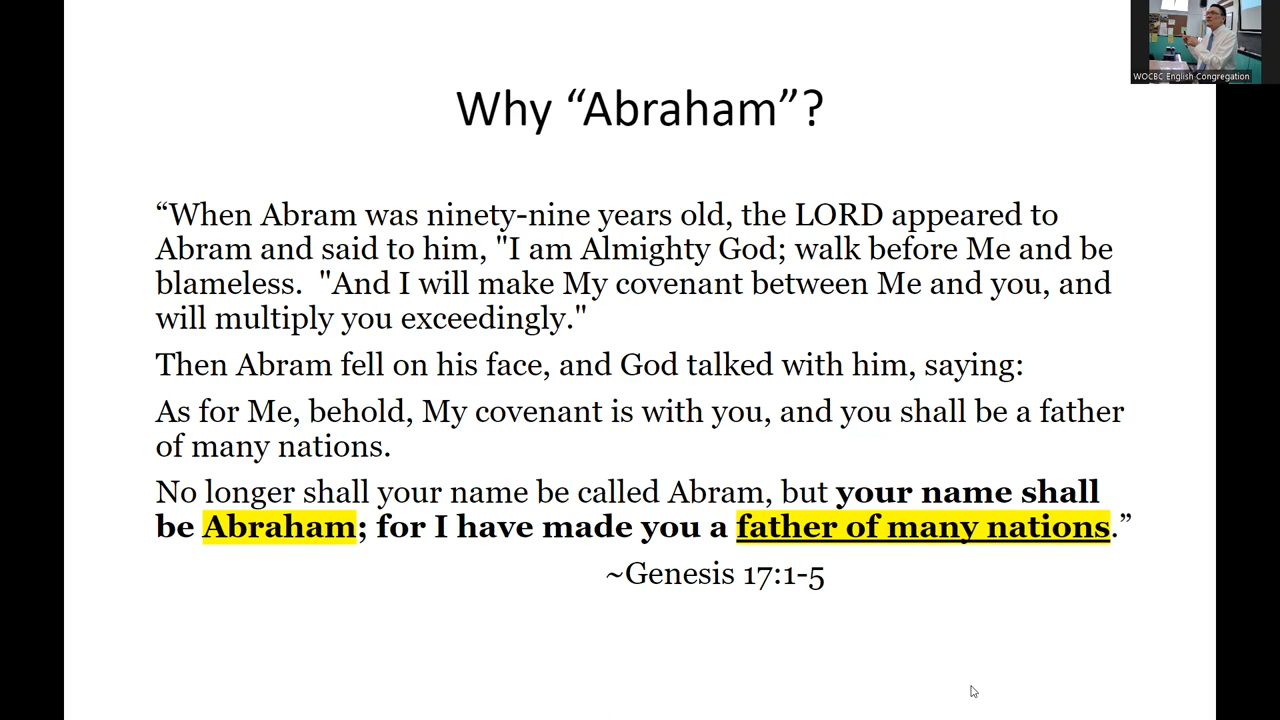 WOCBC English Congregation
Why “Abraham”?
“When Abram was ninety-nine years old, the LORD appeared to
Abram and said to him, "I am Almighty God; walk before Me and be
blameless.  "And I will make My covenant between Me and you, and
will multiply you exceedingly."
Then Abram fell on his face, and God talked with him, saying:
As for Me, behold, My covenant is with you, and you shall be a father
of many nations.
No longer shall your name be called Abram, but your name shall
be Abraham; for I have made you a father of many nations.”
~Genesis 17:1-5